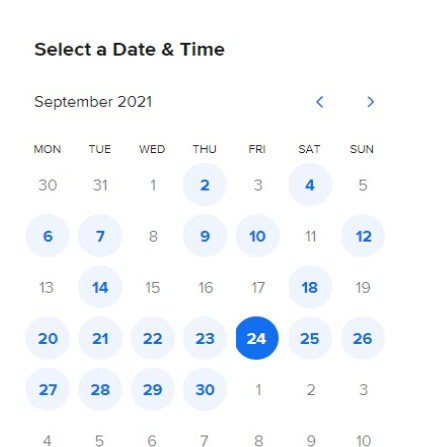 Select a Date & Time
September 2021
MON TUE WED THU FRI SAT SUN
30 31 1 2 3 4 5
6 7 8 9 10 11 12
13 14 15 16 17 18 19
20 21 22 23 24 25 26
27 28 29 30 1 2 3
4 5 6 7 8 9 10